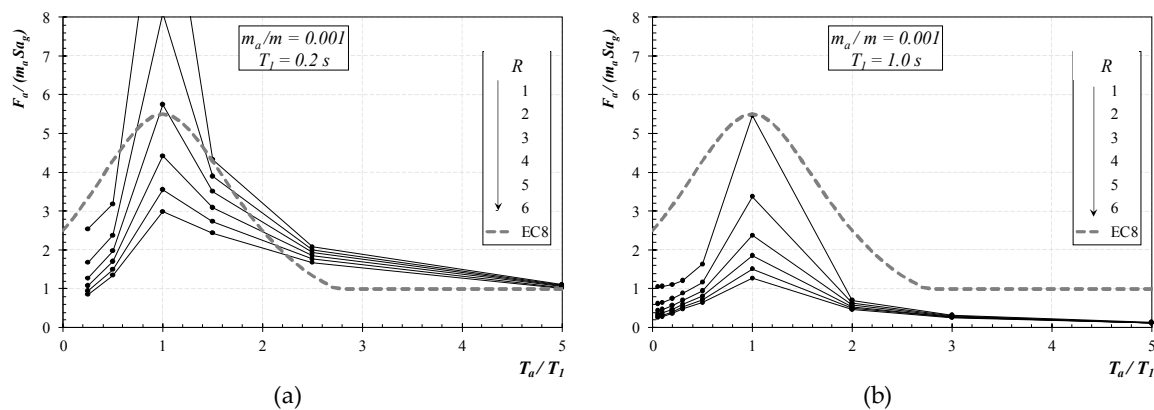 F_a / (m_a Sa_g)
8
7
6
5
4
3
2
1
0
m_a / m = 0.001
T_1 = 0.2 s
R
1
2
3
4
5
6
EC8
0 1 2 3 4 5
T_a / T_1
(a)
F_a / (m_a Sa_g)
8
7
6
5
4
3
2
1
0
m_a / m = 0.001
T_1 = 1.0 s
R
1
2
3
4
5
6
EC8
0 1 2 3 4 5
T_a / T_1
(b)